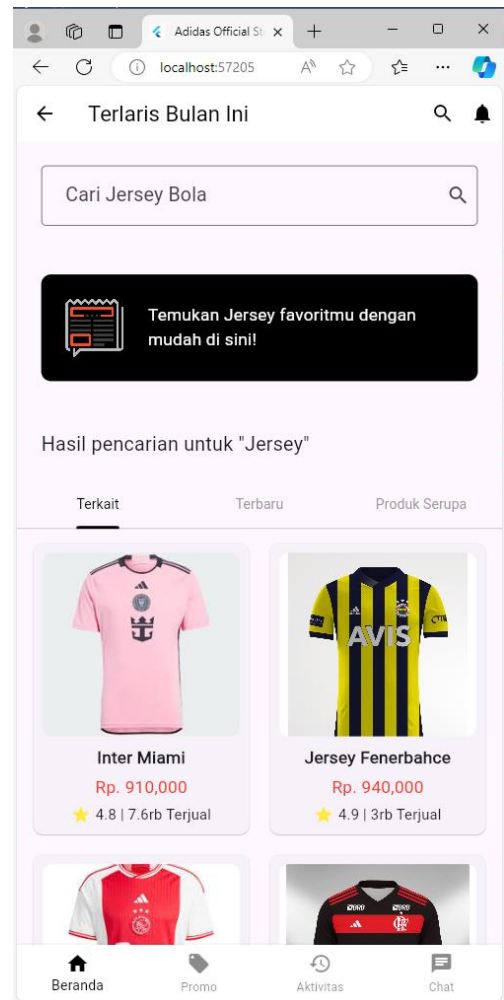 Adidas Official St
localhost:57205
Terlaris Bulan Ini
Cari Jersey Bola
Temukan Jersey favoritmu dengan
mudah di sini!
Hasil pencarian untuk "Jersey"
Terkait Terbaru Produk Serupa
AVIS
Inter Miami Jersey Fenerbahce
Rp. 910,000 Rp. 940,000
4.8 | 7.6rb Terjual 4.9 | 3rb Terjual
Beranda Promo Aktivitas Chat